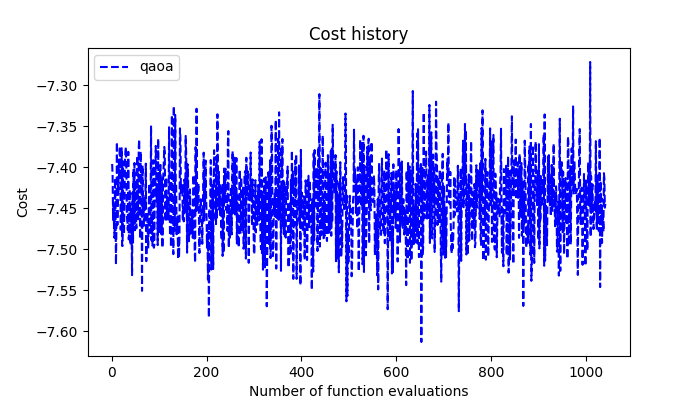 Cost history
qaoa
−7.30
−7.35
−7.40
−7.45
−7.50
−7.55
−7.60
Cost
0 200 400 600 800 1000
Number of function evaluations